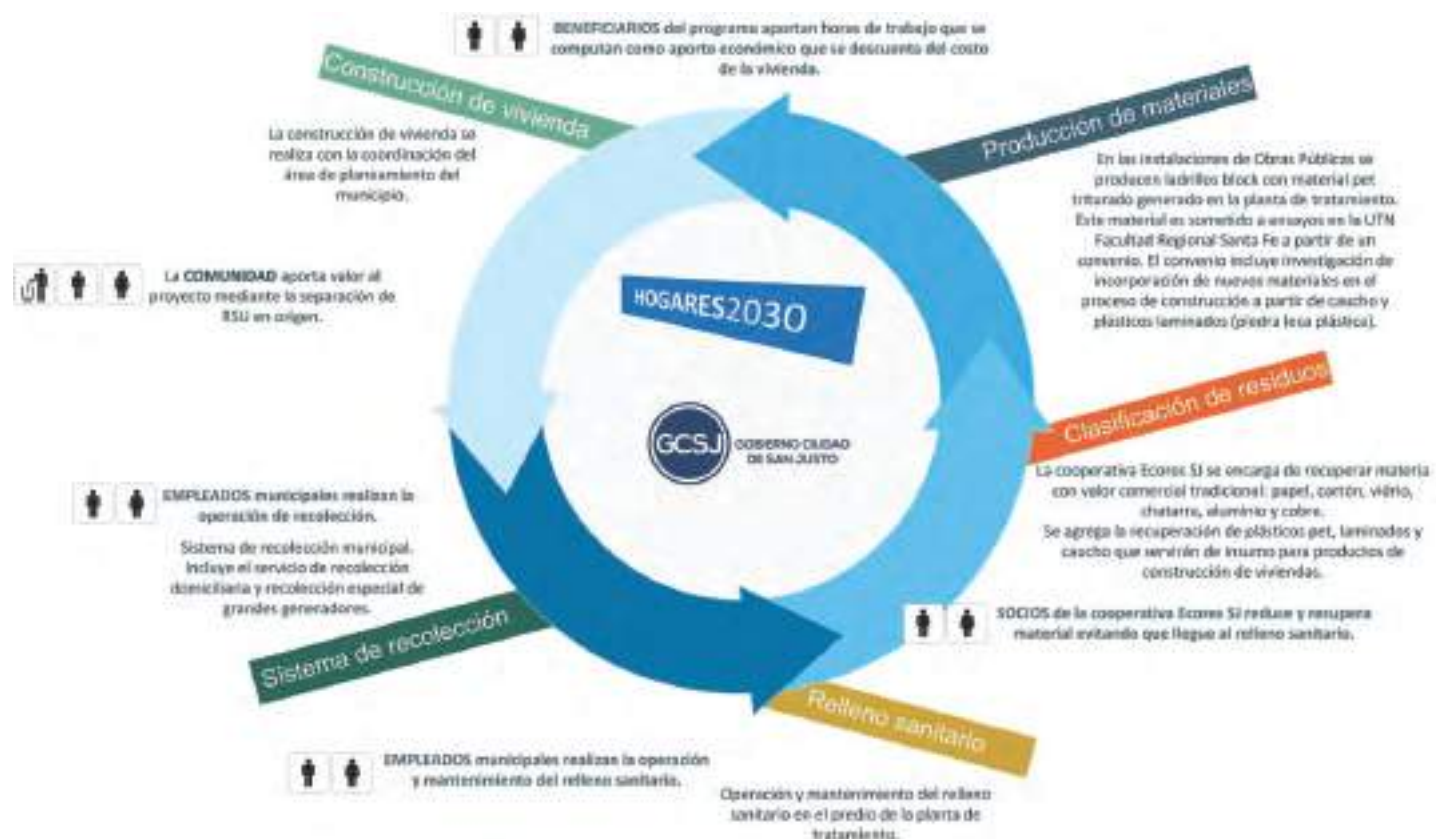 BENEFICIARIOS del programa aportan horas de trabajo que se
computan como aporte económico que se descuenta del costo
de la vivienda.
Construcción de vivienda
La construcción de vivienda se
realiza con la coordinación del
área de planeamiento del
municipio.
Producción de materiales
En las instalaciones de Obras Públicas se
producen ladrillos block con material pet
triturado generado en la planta de tratamiento.
Este material es sometido a ensayos en la UTN
Facultad Regional Santa Fe a partir de un
convenio. El convenio incluye investigación de
incorporación de nuevos materiales en el
proceso de construcción a partir de caucho y
plásticos laminados (piedra lesa plástica).
La COMUNIDAD aporta valor al
proyecto mediante la separación de
RSU en origen.
HOGARES2030
GCSJ
GOBIERNO CIUDAD
DE SAN JUSTO
Clasificación de residuos
La cooperativa Ecores SJ se encarga de recuperar materia
con valor comercial tradicional: papel, cartón, vidrio,
chatarra, aluminio y cobre.
Se agrega la recuperación de plásticos pet, laminados y
caucho que servirán de insumo para productos de
construcción de viviendas.
SOCIOS de la cooperativa Ecores SJ reduce y recupera
material evitando que llegue al relleno sanitario.
EMPLEADOS municipales realizan la
operación de recolección.
Sistema de recolección municipal.
Incluye el servicio de recolección
domiciliaria y recolección especial de
grandes generadores.
Sistema de recolección
Relleno sanitario
EMPLEADOS municipales realizan la operación
y mantenimiento del relleno sanitario.
Operación y mantenimiento del relleno
sanitario en el predio de la planta de
tratamiento.